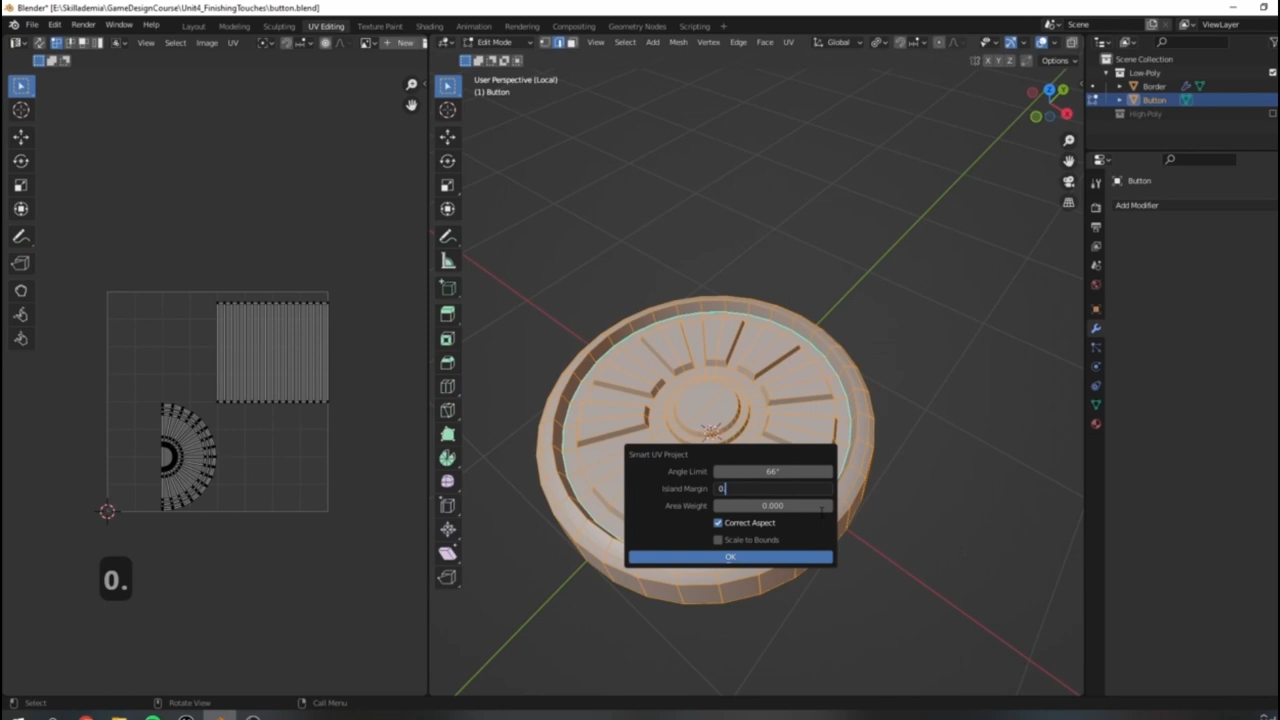 Blender* [E:\Skillademia\GameDesignCourse\Unit4_FinishingTouches\button.blend]
File Edit Render Window Help Layout Modeling Sculpting UV Editing Texture Paint Shading Animation Rendering Compositing Geometry Nodes Scripting + Scene ViewLayer
View Select Image UV + New Edit Mode View Select Add Mesh Vertex Edge Face UV Global
X Y Z Options
User Perspective (Local)
(1) Button
Scene Collection
Low-Poly
Border
Button
High-Poly
Button
Add Modifier
Z
Y
X
Smart UV Project
Angle Limit 66°
Island Margin 0.
Area Weight 0.000
Correct Aspect
Scale to Bounds
OK
0.
Select Rotate View Call Menu